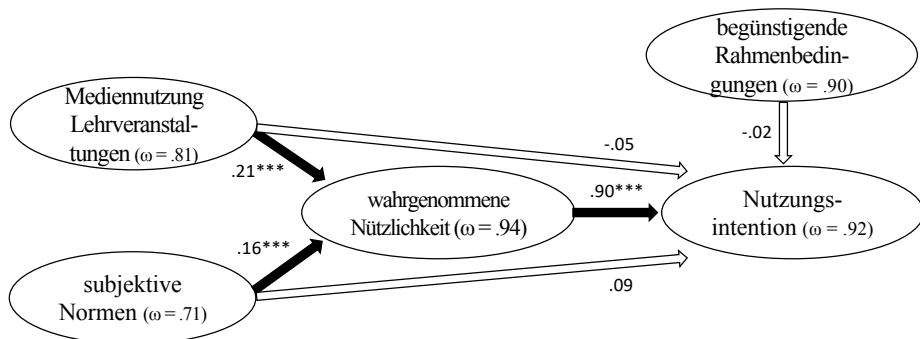 begünstigende
Rahmenbedin-
gungen (ω = .90)
Mediennutzung
Lehrveranstal-
tungen (ω = .81)
-.02
-.05
.21***
wahrgenommene
Nützlichkeit (ω = .94)
.90***
Nutzungs-
intention (ω = .92)
.16***
subjektive
Normen (ω = .71)
.09